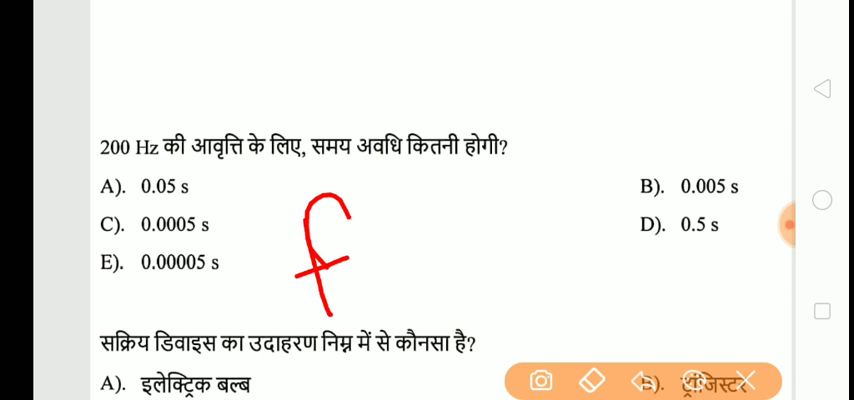 200 Hz की आवृत्ति के लिए, समय अवधि कितनी होगी?
A). 0.05 s B). 0.005 s
C). 0.0005 s D). 0.5 s
E). 0.00005 s
f
सक्रिय डिवाइस का उदाहरण निम्न में से कौनसा है?
A). इलेक्ट्रिक बल्ब B). ट्रांजिस्टर